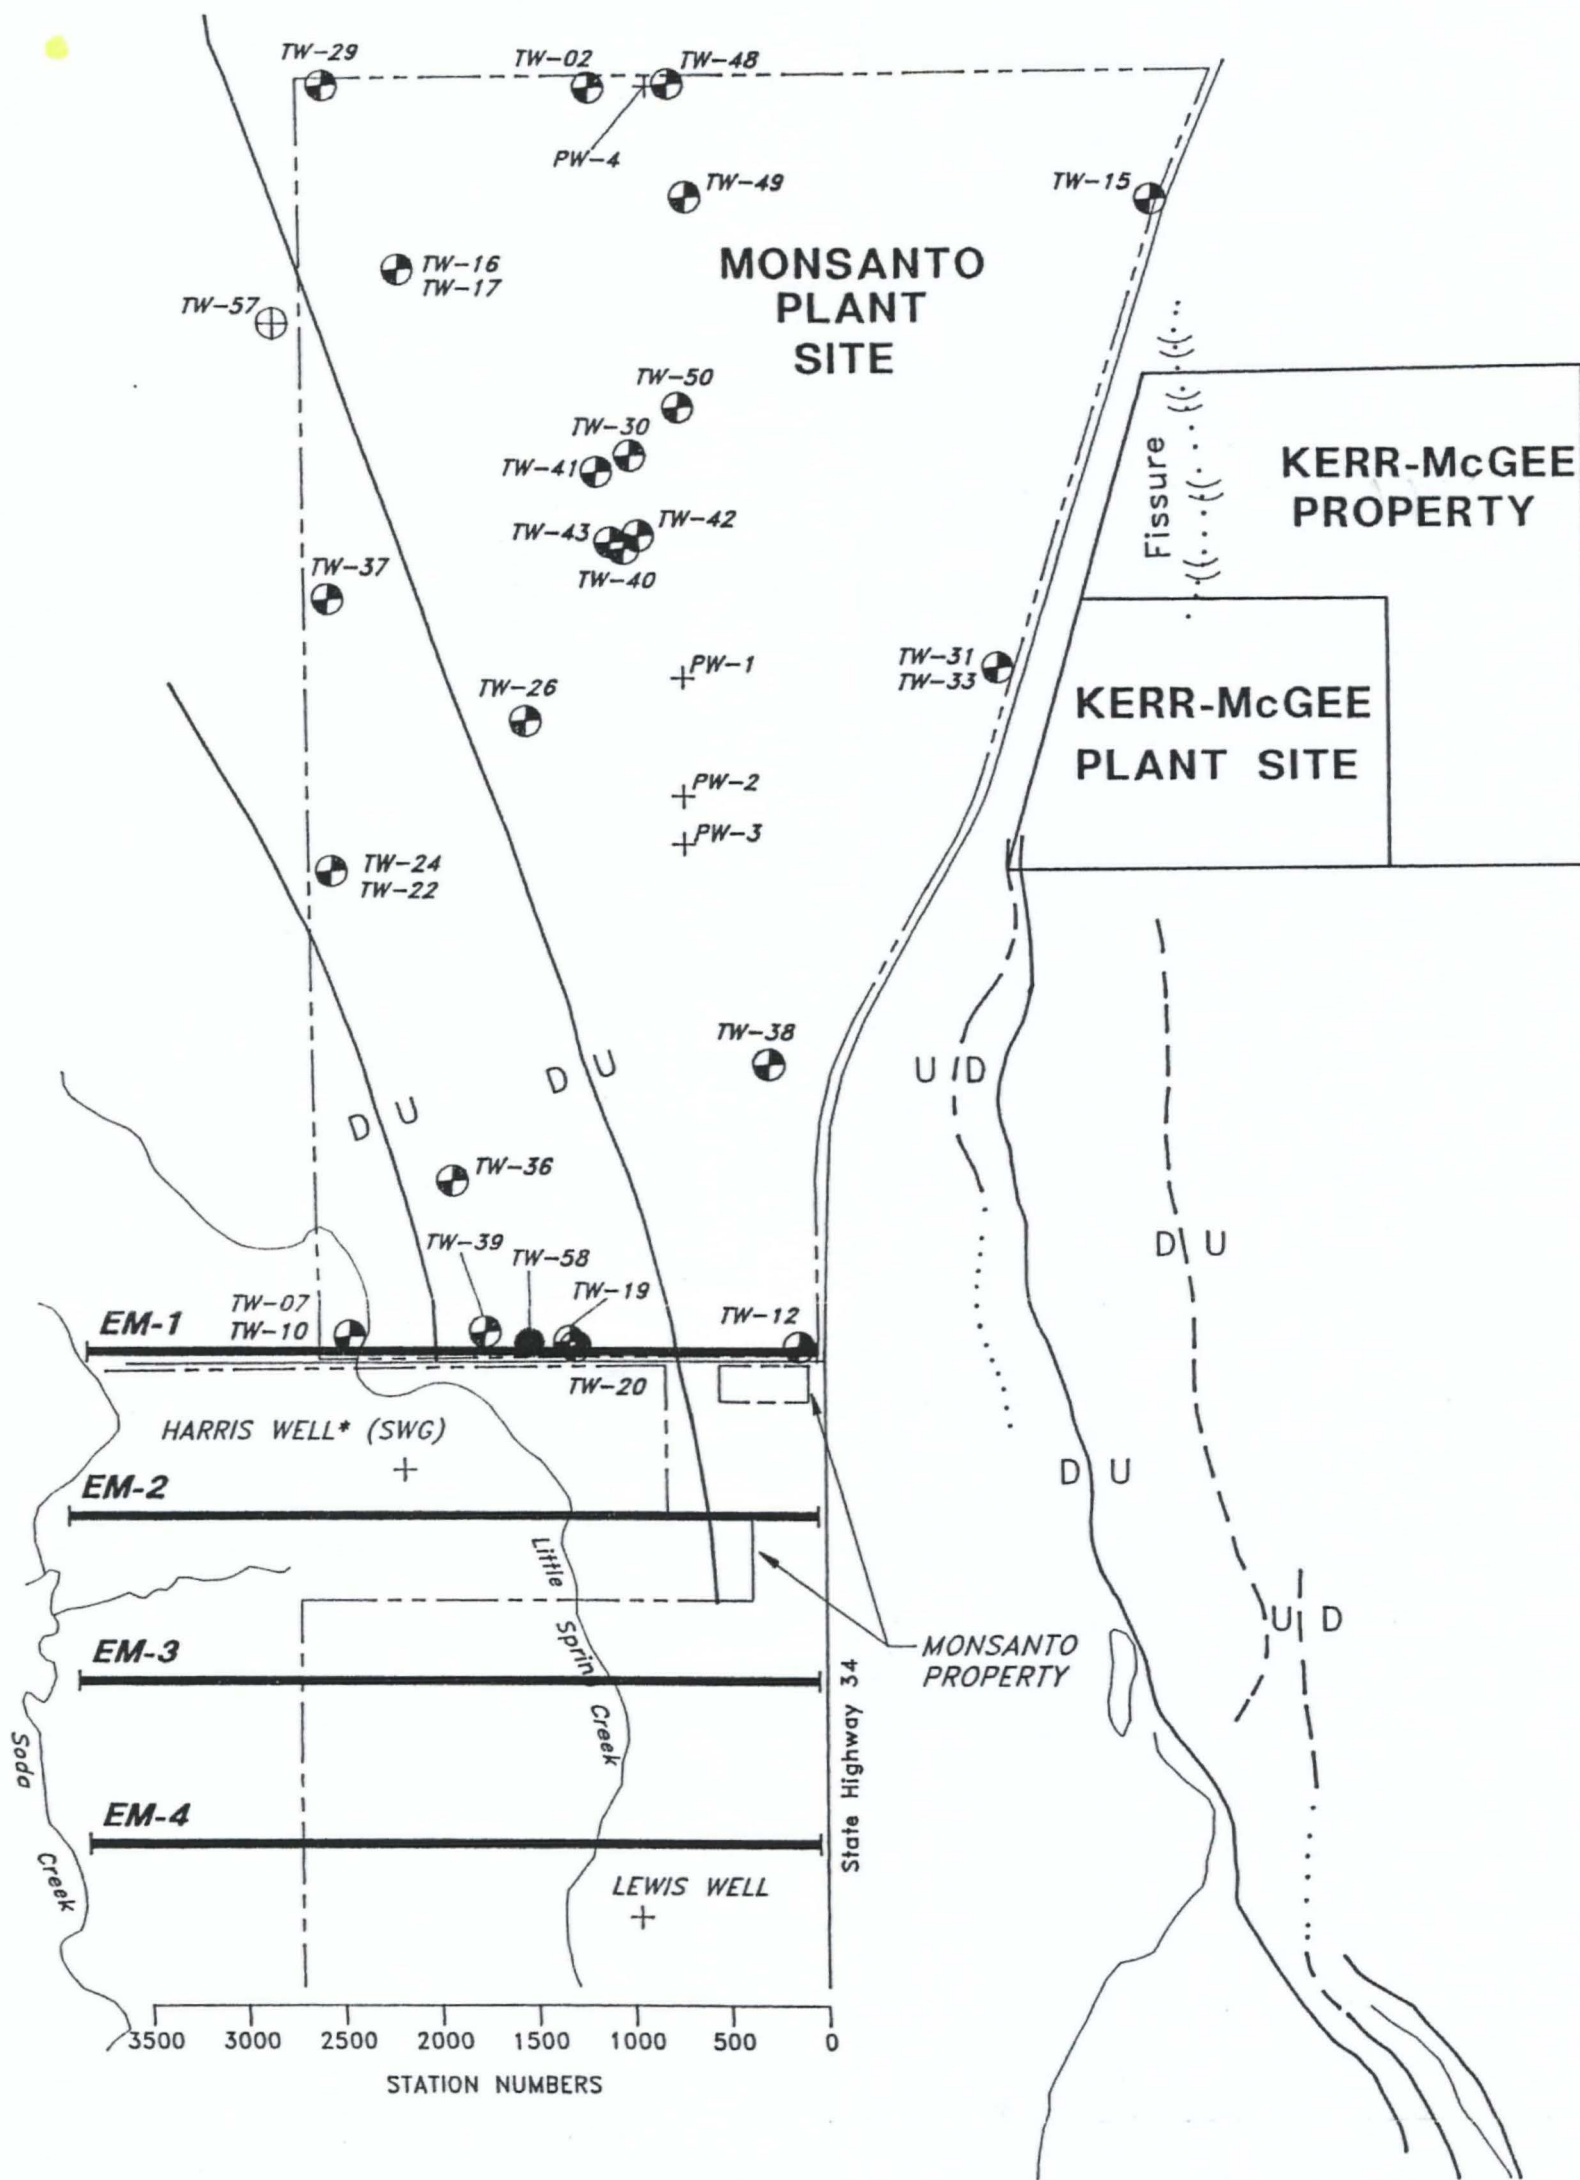 TW-29
TW-02
TW-48
PW-4
TW-49
TW-15
MONSANTO
PLANT
SITE
TW-16
TW-17
TW-57
TW-50
TW-30
TW-41
Fissure
KERR-McGEE
PROPERTY
TW-43
TW-42
TW-40
TW-37
PW-1
TW-31
TW-33
TW-26
KERR-McGEE
PLANT SITE
PW-2
PW-3
TW-24
TW-22
TW-38
D U
U D
D U
TW-36
TW-39
TW-58
TW-19
D U
TW-07
TW-10
EM-1
TW-12
TW-20
HARRIS WELL* (SWG)
D U
EM-2
Little
Spring
Creek
U D
MONSANTO
PROPERTY
EM-3
State Highway 34
Soda
Creek
EM-4
LEWIS WELL
3500 3000 2500 2000 1500 1000 500 0
STATION NUMBERS